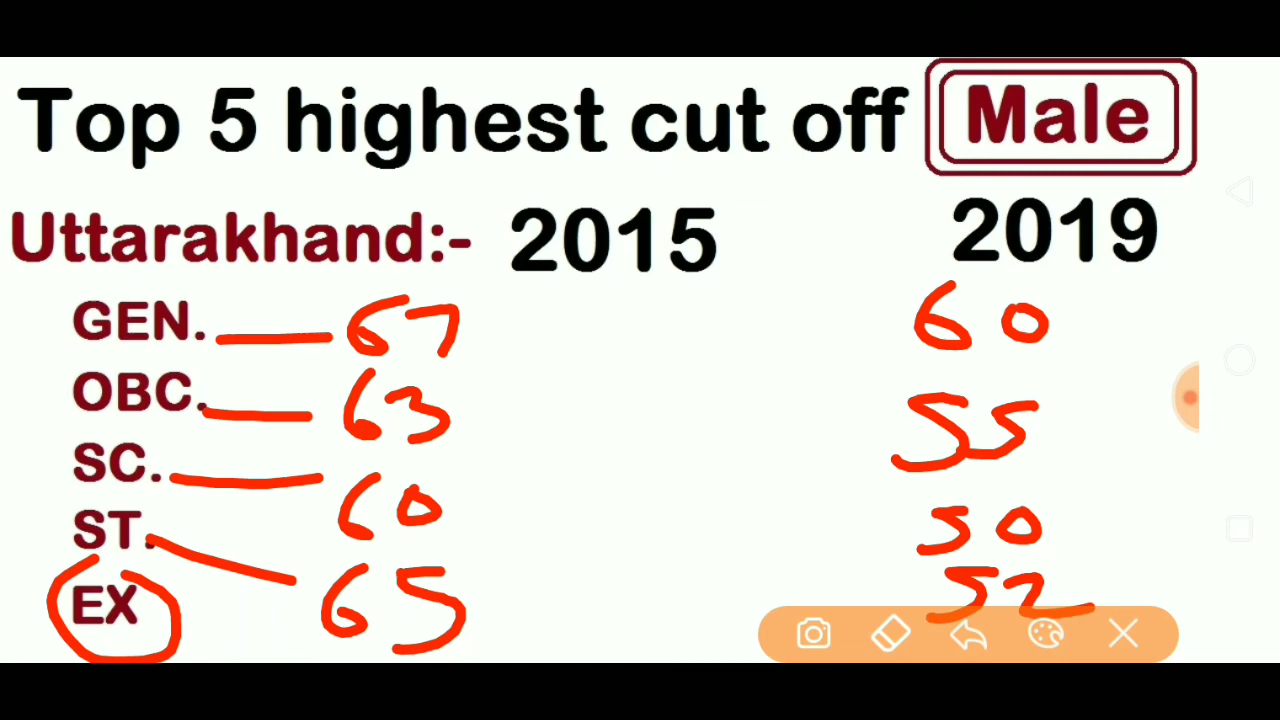 Top 5 highest cut off Male
Uttarakhand:- 2015 2019
GEN. 67 60
OBC. 63 55
SC. 60 50
ST. 65 52
EX